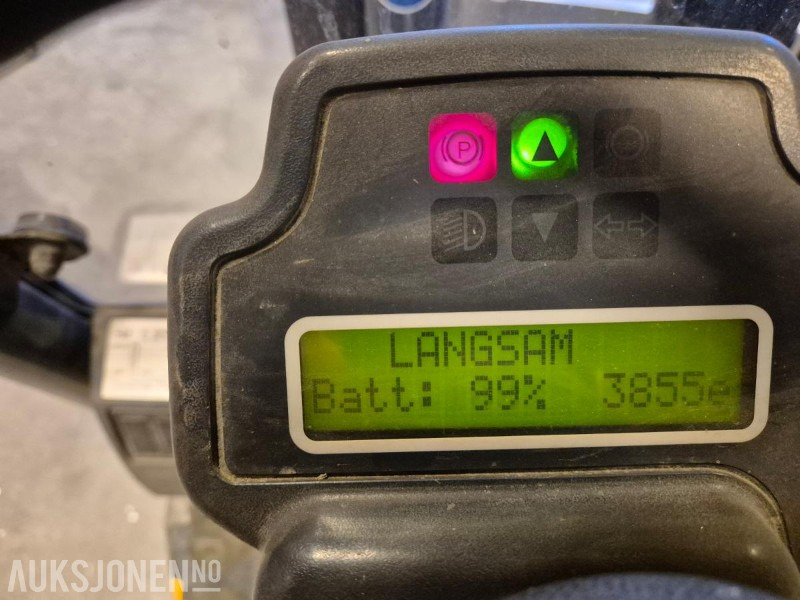 P
LANGSAM
Batt: 99% 3855e
AUKSJONEN.NO